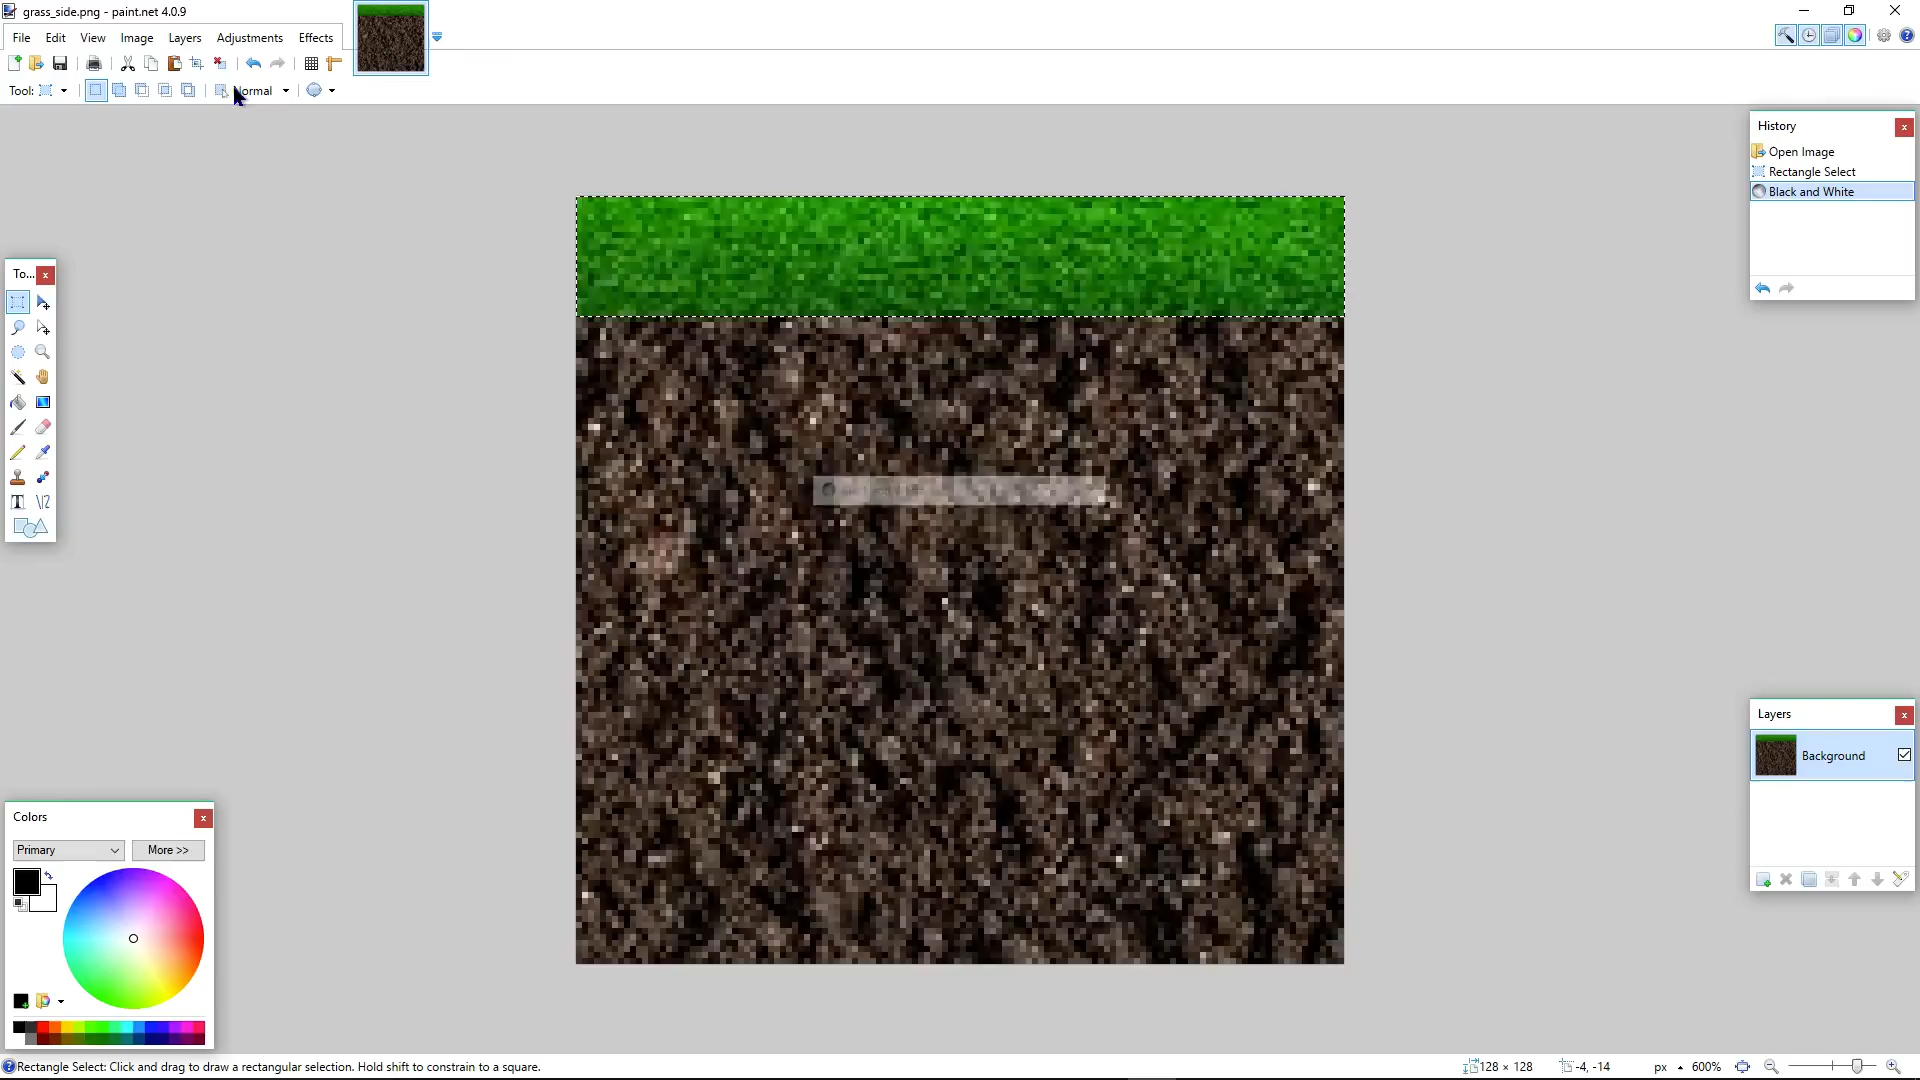 grass_side.png - paint.net 4.0.9
File Edit View Image Layers Adjustments Effects
Tool: Normal
History
Open Image
Rectangle Select
Black and White
To...
Layers
Background
Colors
Primary More >>
Rectangle Select: Click and drag to draw a rectangular selection. Hold shift to constrain to a square.
128 × 128 -4, -14 px 600%